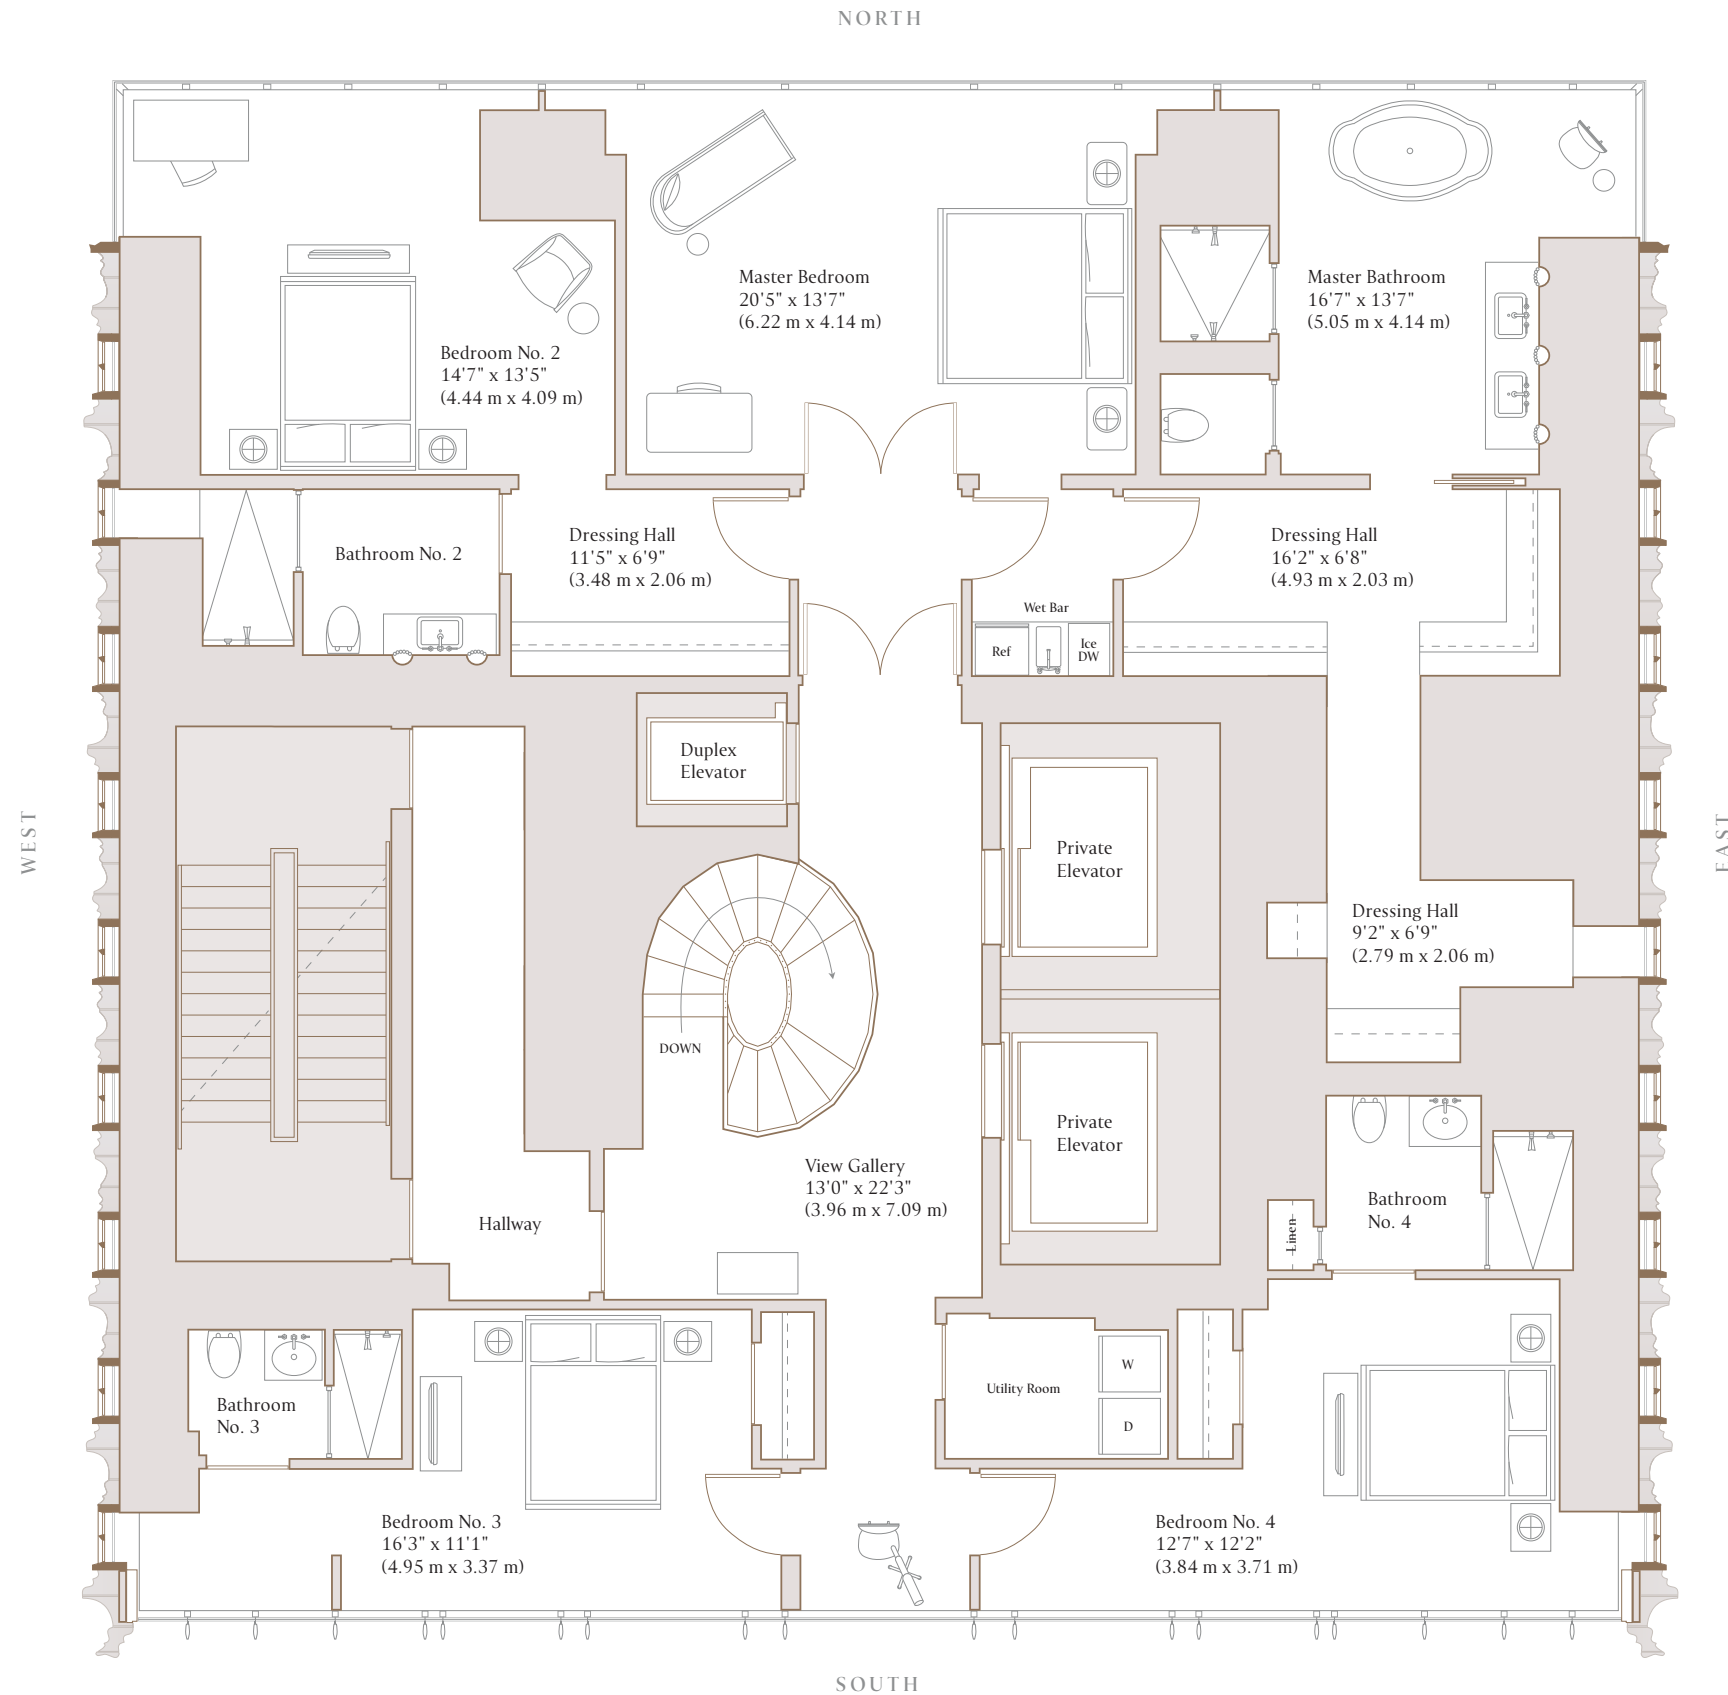 NORTH
Master Bedroom
20'5" x 13'7"
(6.22 m x 4.14 m)
Master Bathroom
16'7" x 13'7"
(5.05 m x 4.14 m)
Bedroom No. 2
14'7" x 13'5"
(4.44 m x 4.09 m)
Bathroom No. 2
Dressing Hall
11'5" x 6'9"
(3.48 m x 2.06 m)
Dressing Hall
16'2" x 6'8"
(4.93 m x 2.03 m)
Wet Bar
Ref
Ice
DW
Duplex
Elevator
WEST
EAST
Private
Elevator
Dressing Hall
9'2" x 6'9"
(2.79 m x 2.06 m)
DOWN
Private
Elevator
View Gallery
13'0" x 22'3"
(3.96 m x 7.09 m)
Hallway
Linen
Bathroom
No. 4
Bathroom
No. 3
Utility Room
W
D
Bedroom No. 3
16'3" x 11'1"
(4.95 m x 3.37 m)
Bedroom No. 4
12'7" x 12'2"
(3.84 m x 3.71 m)
SOUTH